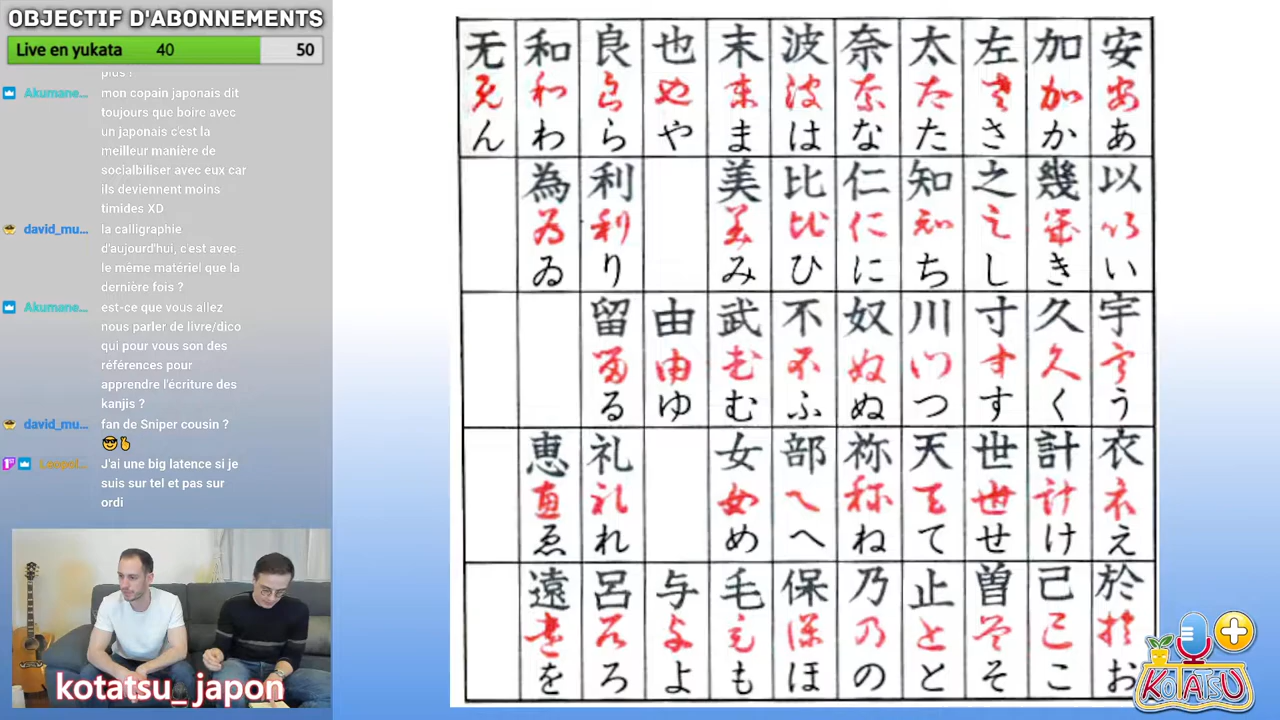 OBJECTIF D'ABONNEMENTS
Live en yukata 40 50
plus !
Akumane... mon copain japonais dit
toujours que boire avec
un japonais c'est la
meilleur manière de
socialbiliser avec eux car
ils deviennent moins
timides XD
david_mu... la calligraphie
d'aujourd'hui, c'est avec
le même matériel que la
dernière fois ?
Akumane... est-ce que vous allez
nous parler de livre/dico
qui pour vous son des
références pour
apprendre l'écriture des
kanjis ?
david_mu... fan de Sniper cousin ?
J'ai une big latence si je
suis sur tel et pas sur
ordi
kotatsu_japon
无 和 良 也 末 波 奈 太 左 加 安
ん わ ら や ま は な た さ か あ
為 利 美 比 仁 知 之 幾 以
ゐ り み ひ に ち し き い
留 由 武 不 奴 川 寸 久 宇
る ゆ む ふ ぬ つ す く う
恵 礼 女 部 祢 天 世 計 衣
ゑ れ め へ ね て せ け え
遠 呂 与 毛 保 乃 止 曽 己 於
を ろ よ も ほ の と そ こ お
KOTATSU